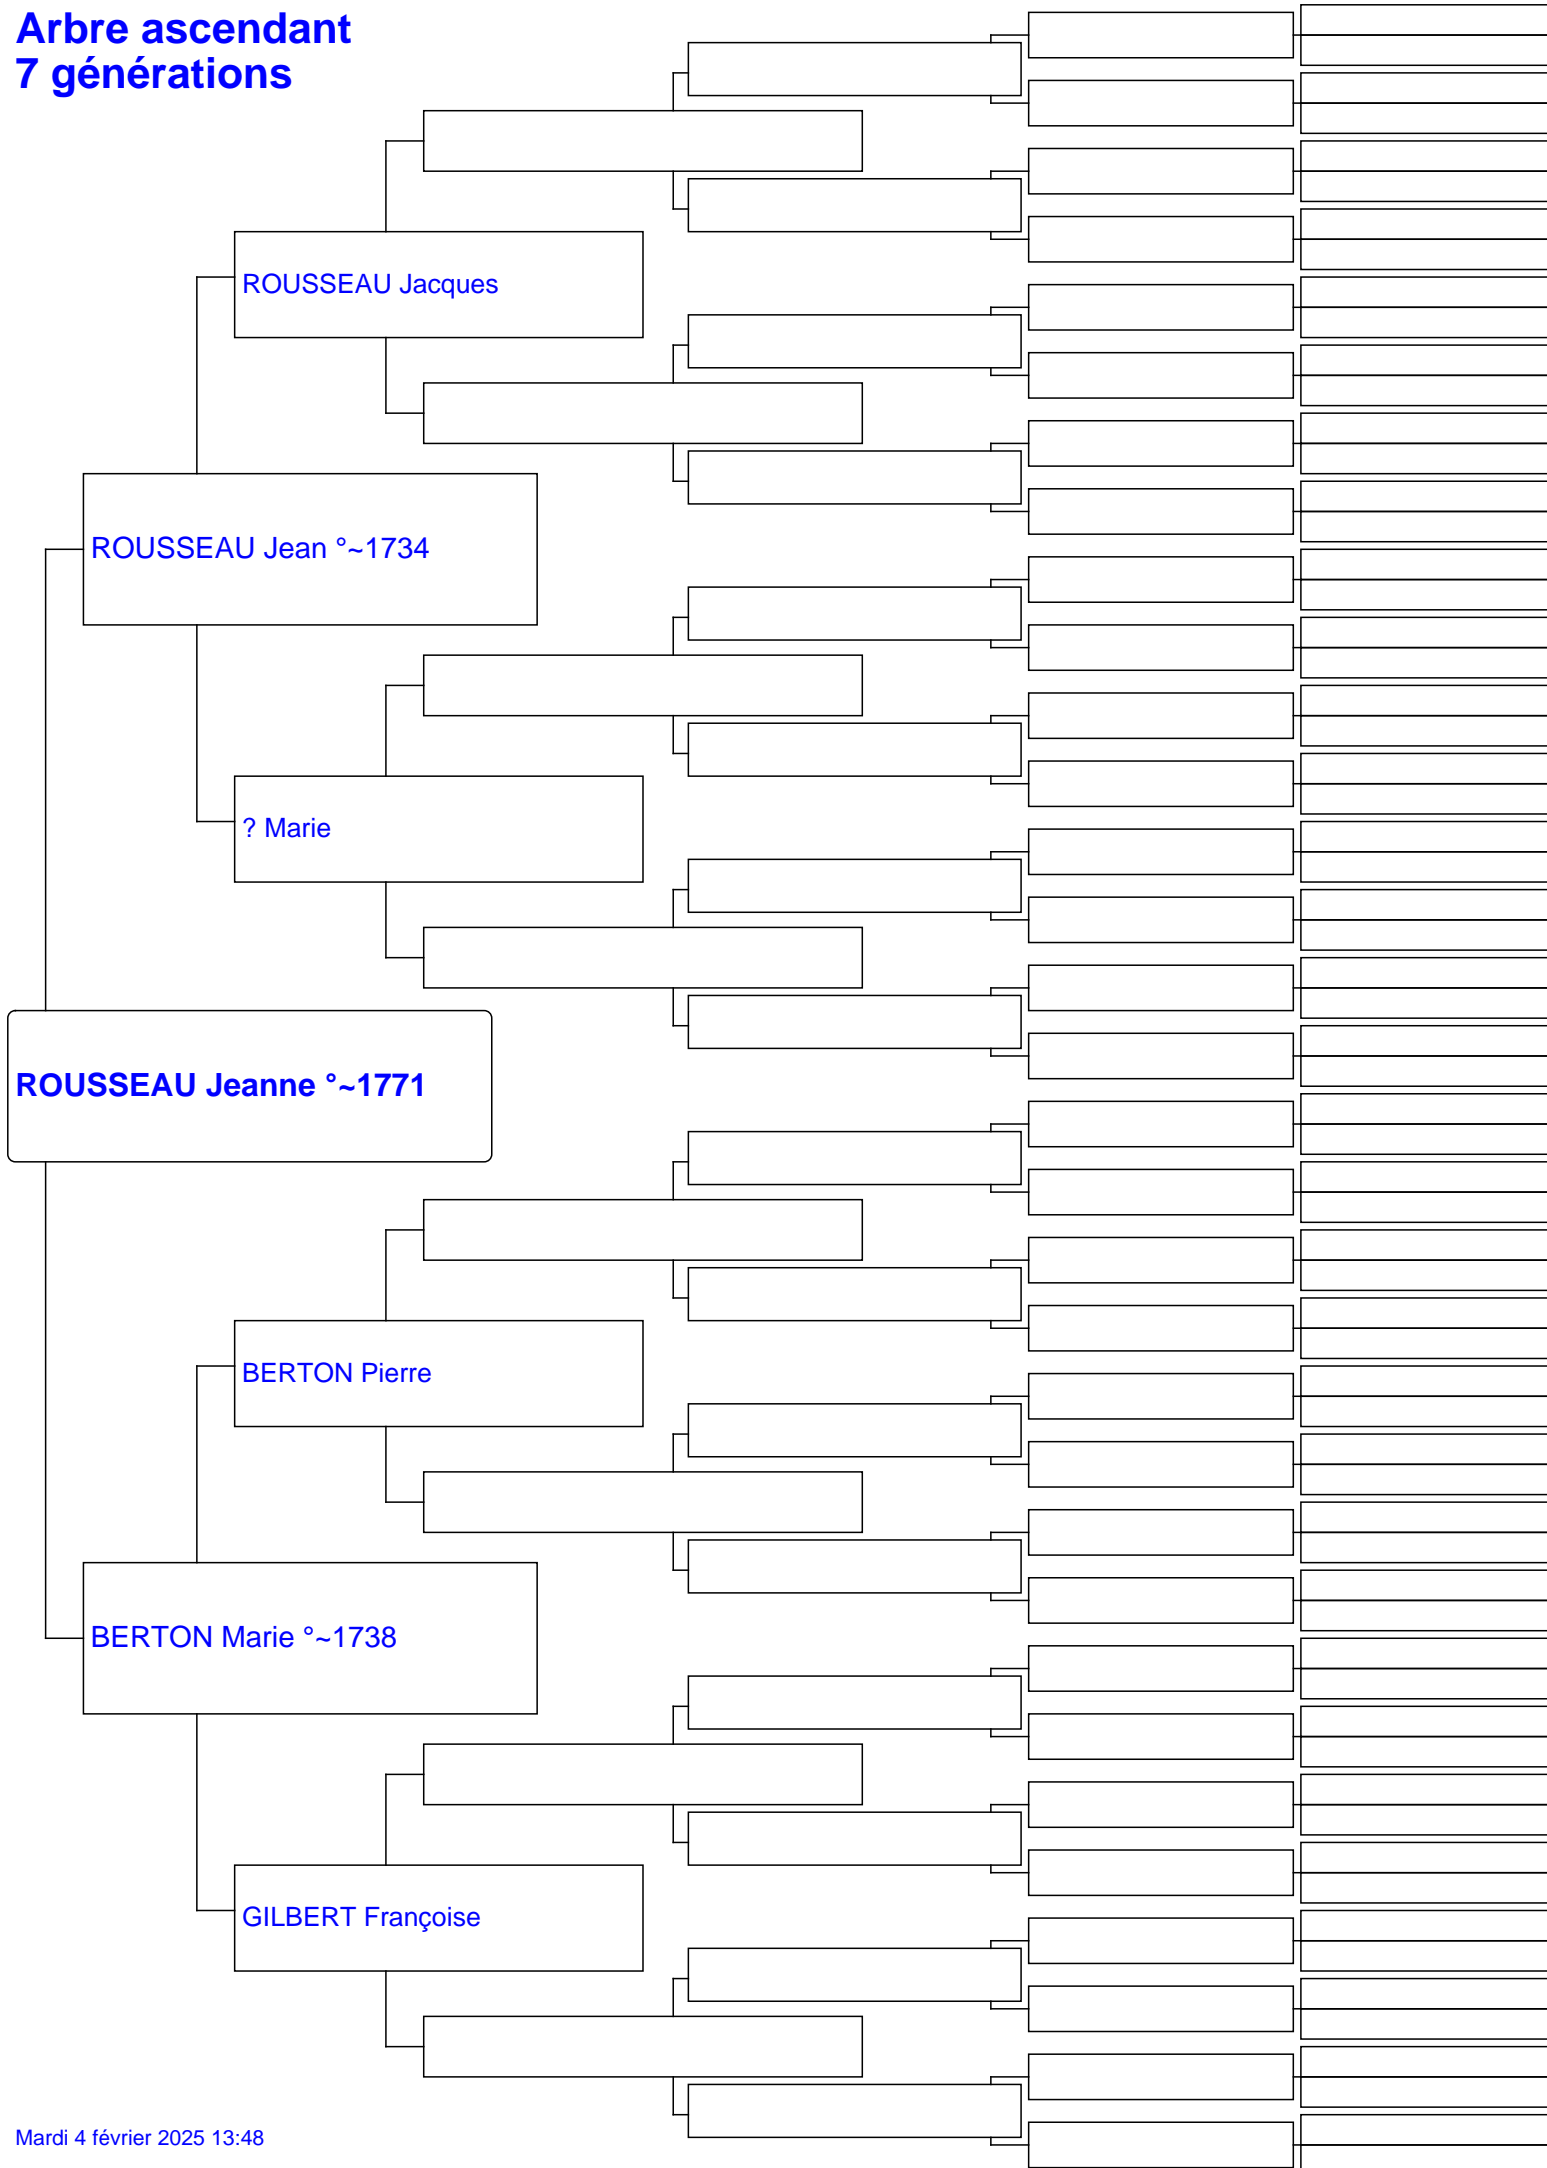 Arbre ascendant
7 générations
ROUSSEAU Jacques
ROUSSEAU Jean °~1734
? Marie
ROUSSEAU Jeanne °~1771
BERTON Pierre
BERTON Marie °~1738
GILBERT Françoise
Mardi 4 février 2025 13:48